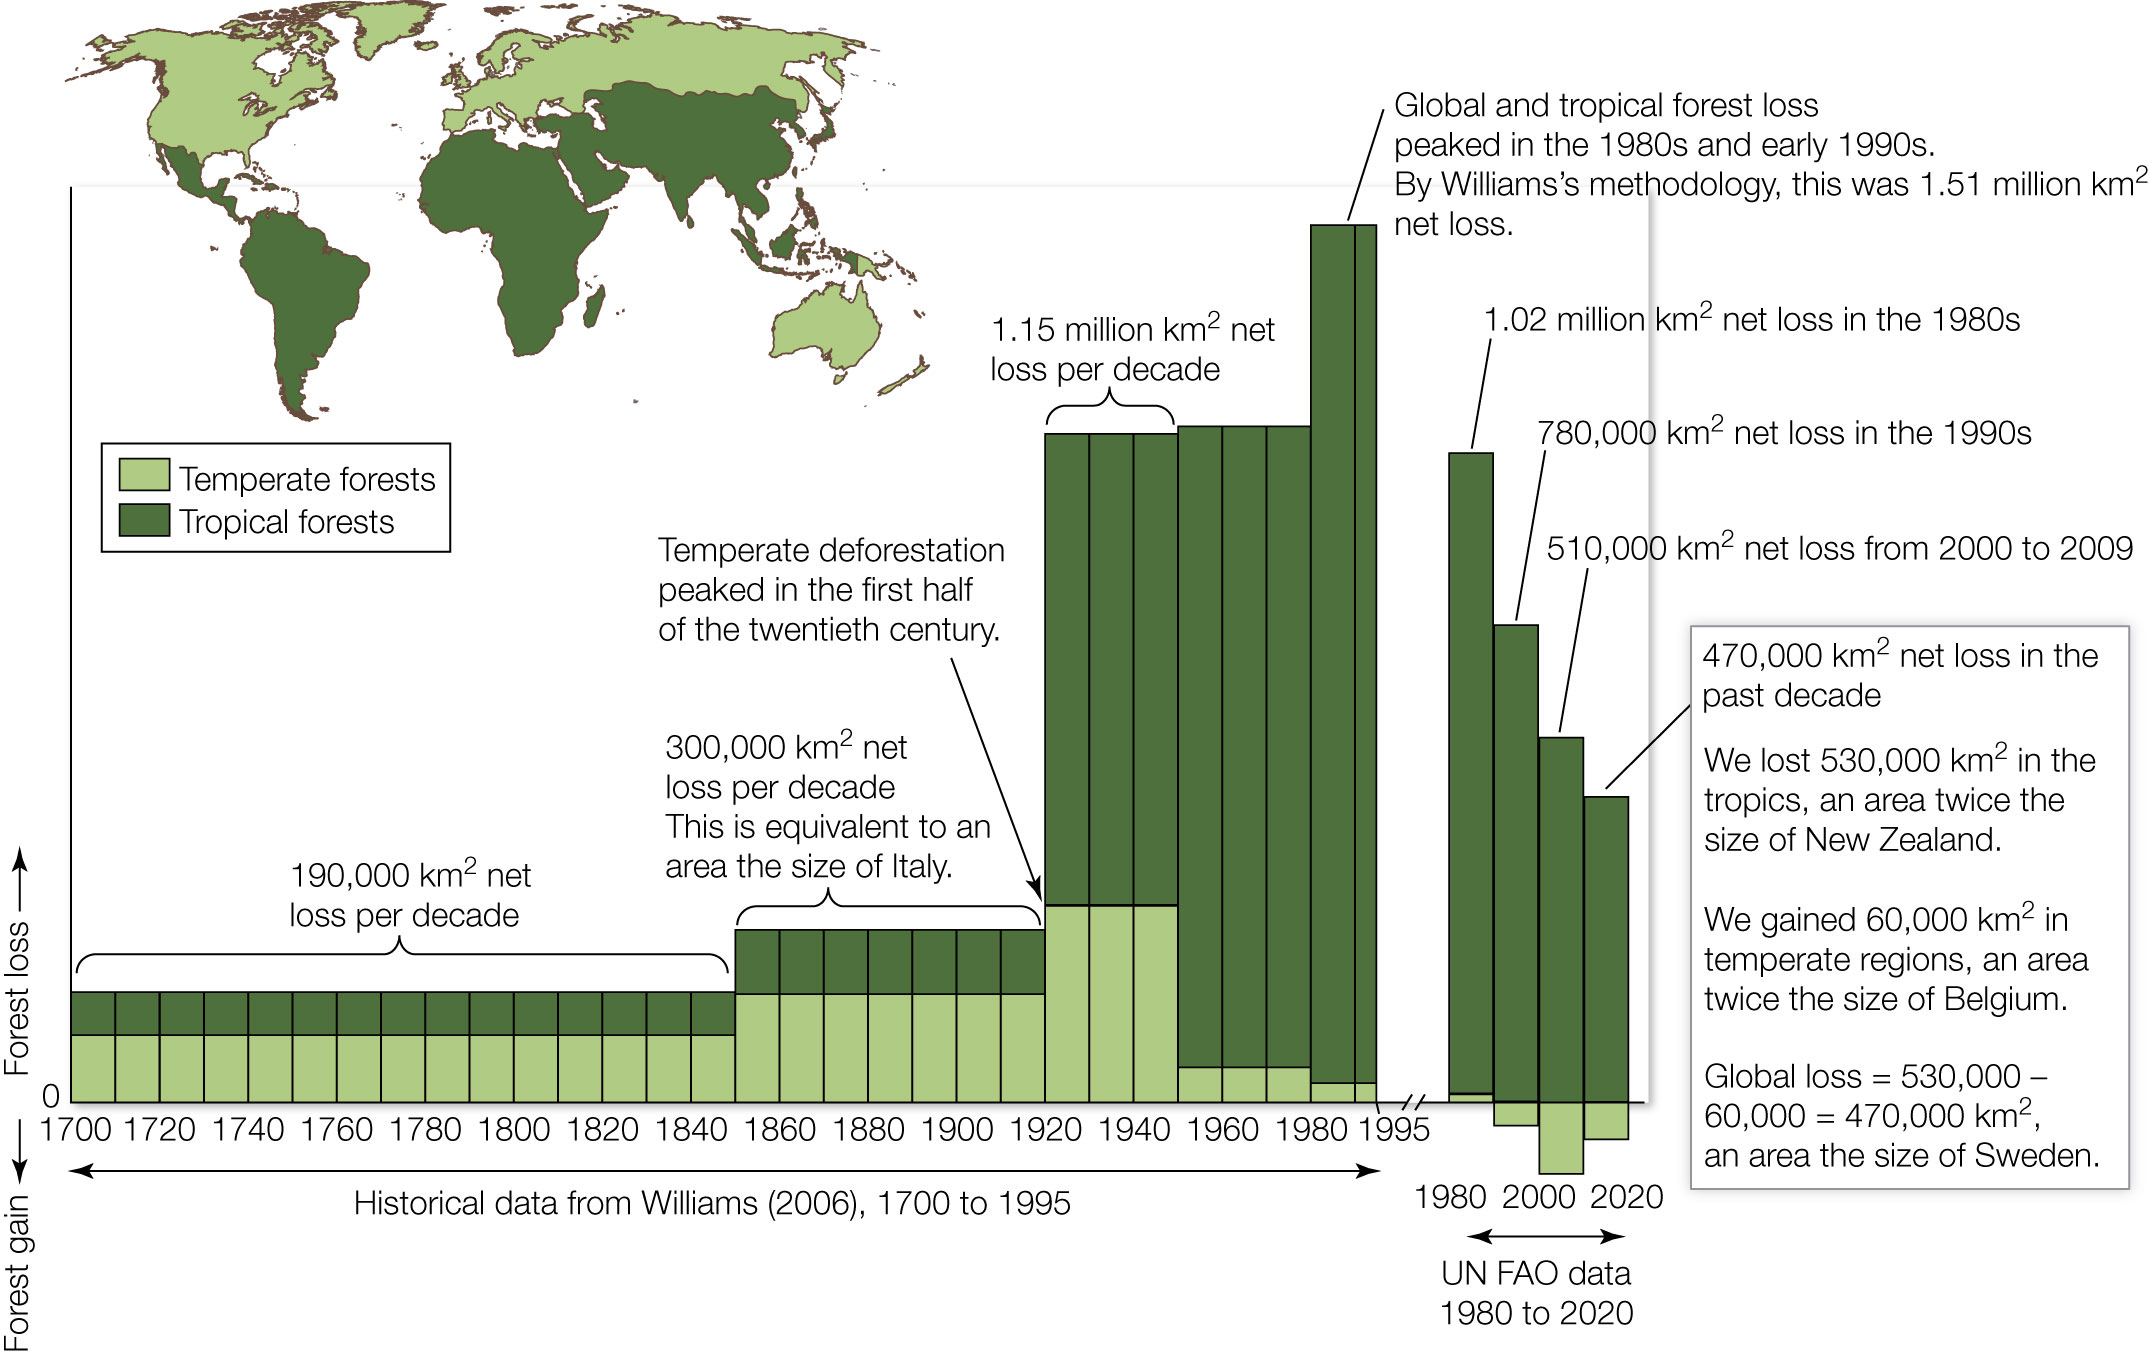 Global and tropical forest loss
peaked in the 1980s and early 1990s.
By Williams’s methodology, this was 1.51 million km²
net loss.
1.02 million km² net loss in the 1980s
780,000 km² net loss in the 1990s
510,000 km² net loss from 2000 to 2009
470,000 km² net loss in the
past decade
We lost 530,000 km² in the
tropics, an area twice the
size of New Zealand.
We gained 60,000 km² in
temperate regions, an area
twice the size of Belgium.
Global loss = 530,000 –
60,000 = 470,000 km²,
an area the size of Sweden.
1.15 million km² net
loss per decade
Temperate forests
Tropical forests
Temperate deforestation
peaked in the first half
of the twentieth century.
300,000 km² net
loss per decade
This is equivalent to an
area the size of Italy.
190,000 km² net
loss per decade
Forest loss
0
Forest gain
1700 1720 1740 1760 1780 1800 1820 1840 1860 1880 1900 1920 1940 1960 1980 1995
Historical data from Williams (2006), 1700 to 1995
1980 2000 2020
UN FAO data
1980 to 2020